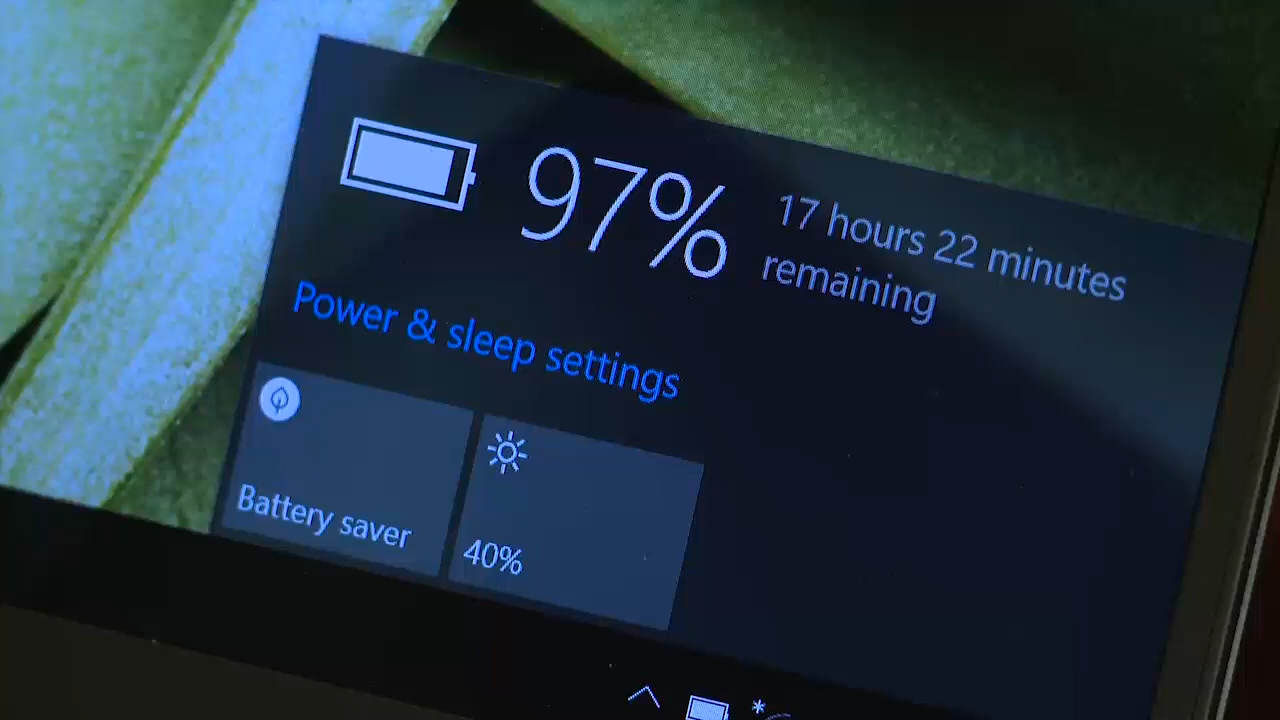 97%
17 hours 22 minutes
remaining
Power & sleep settings
Battery saver
40%